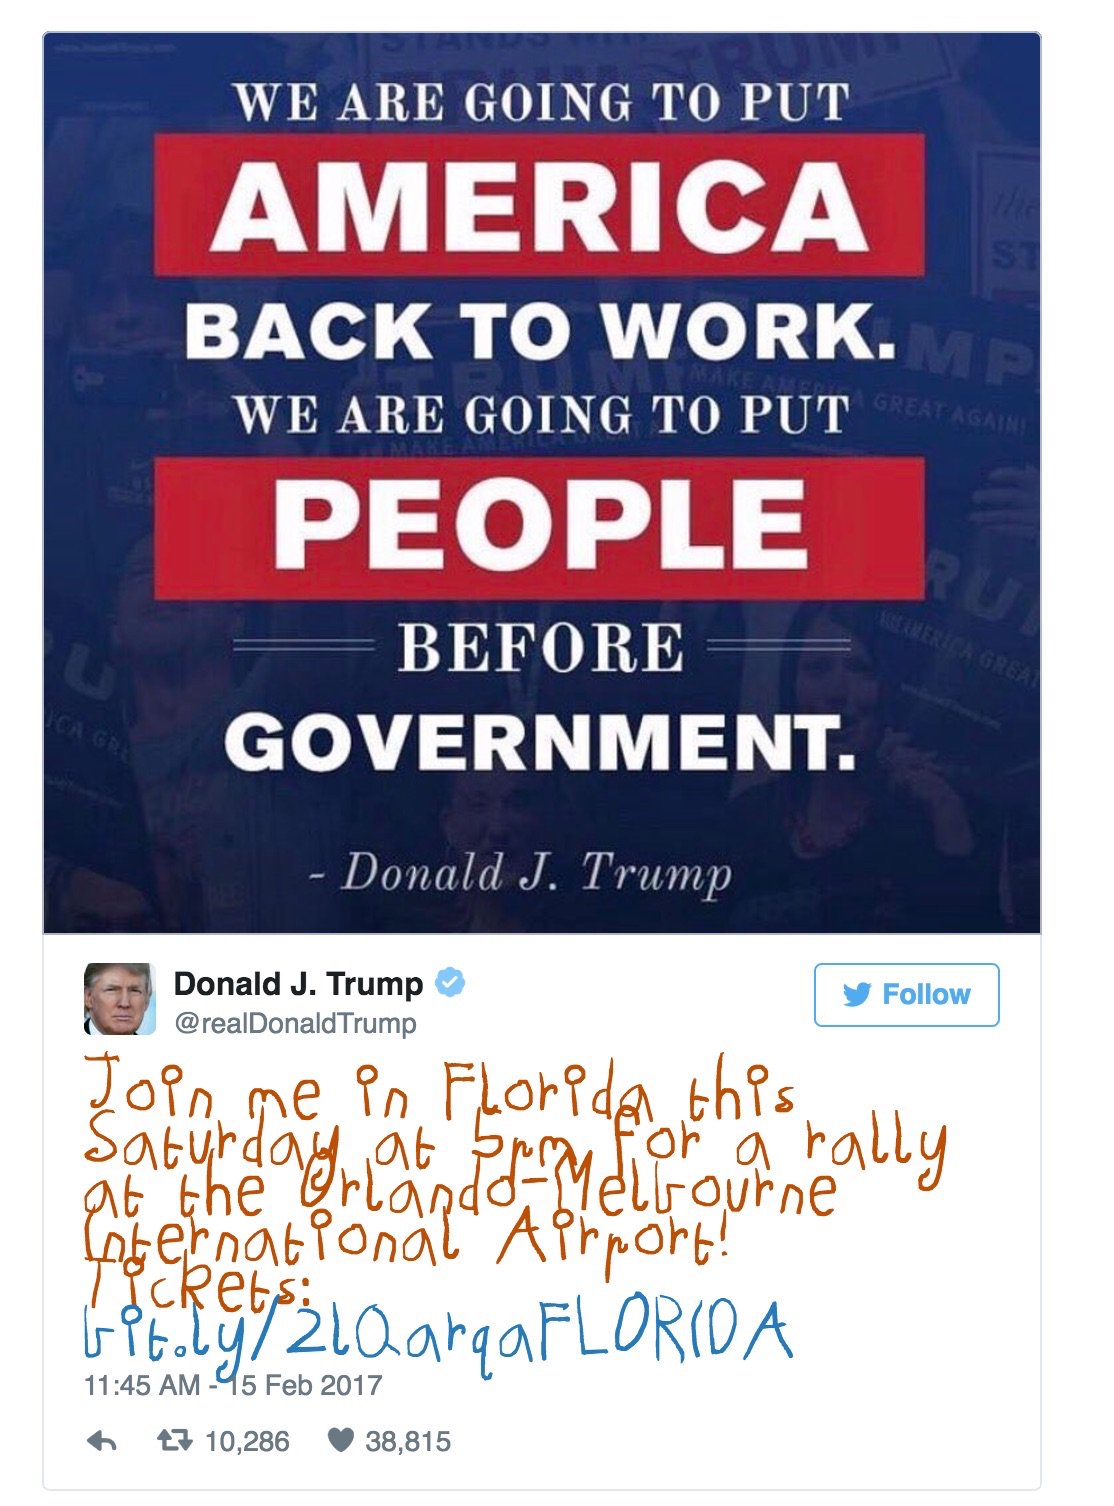 WE ARE GOING TO PUT
AMERICA
BACK TO WORK.
WE ARE GOING TO PUT
PEOPLE
BEFORE
GOVERNMENT.
- Donald J. Trump
Donald J. Trump
@realDonaldTrump
Follow
Join me in Florida this
Saturday at 5pm for a rally
at the Orlando-Melbourne
International Airport!
Tickets:
bit.ly/2lQarqaFLORIDA
11:45 AM - 15 Feb 2017
10,286 38,815